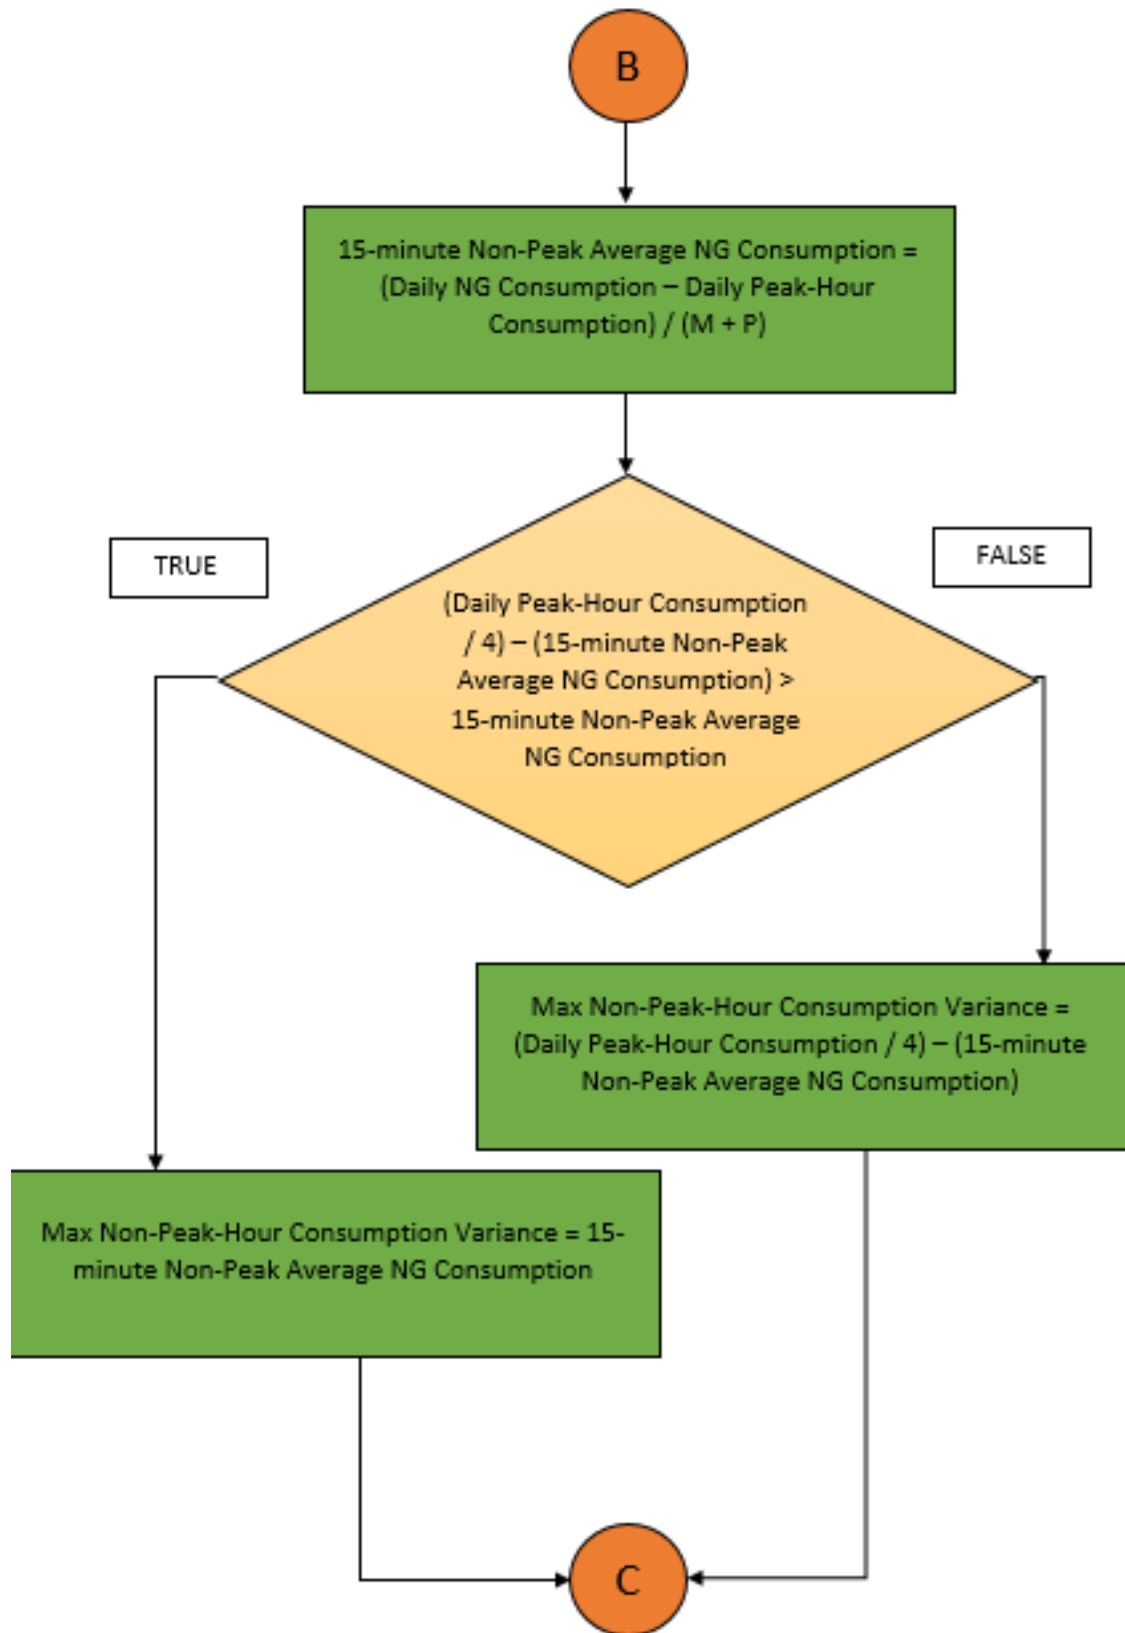 B
15-minute Non-Peak Average NG Consumption =
(Daily NG Consumption – Daily Peak-Hour
Consumption) / (M + P)
TRUE
FALSE
(Daily Peak-Hour Consumption
/ 4) – (15-minute Non-Peak
Average NG Consumption) >
15-minute Non-Peak Average
NG Consumption
Max Non-Peak-Hour Consumption Variance =
(Daily Peak-Hour Consumption / 4) – (15-minute
Non-Peak Average NG Consumption)
Max Non-Peak-Hour Consumption Variance = 15-
minute Non-Peak Average NG Consumption
C